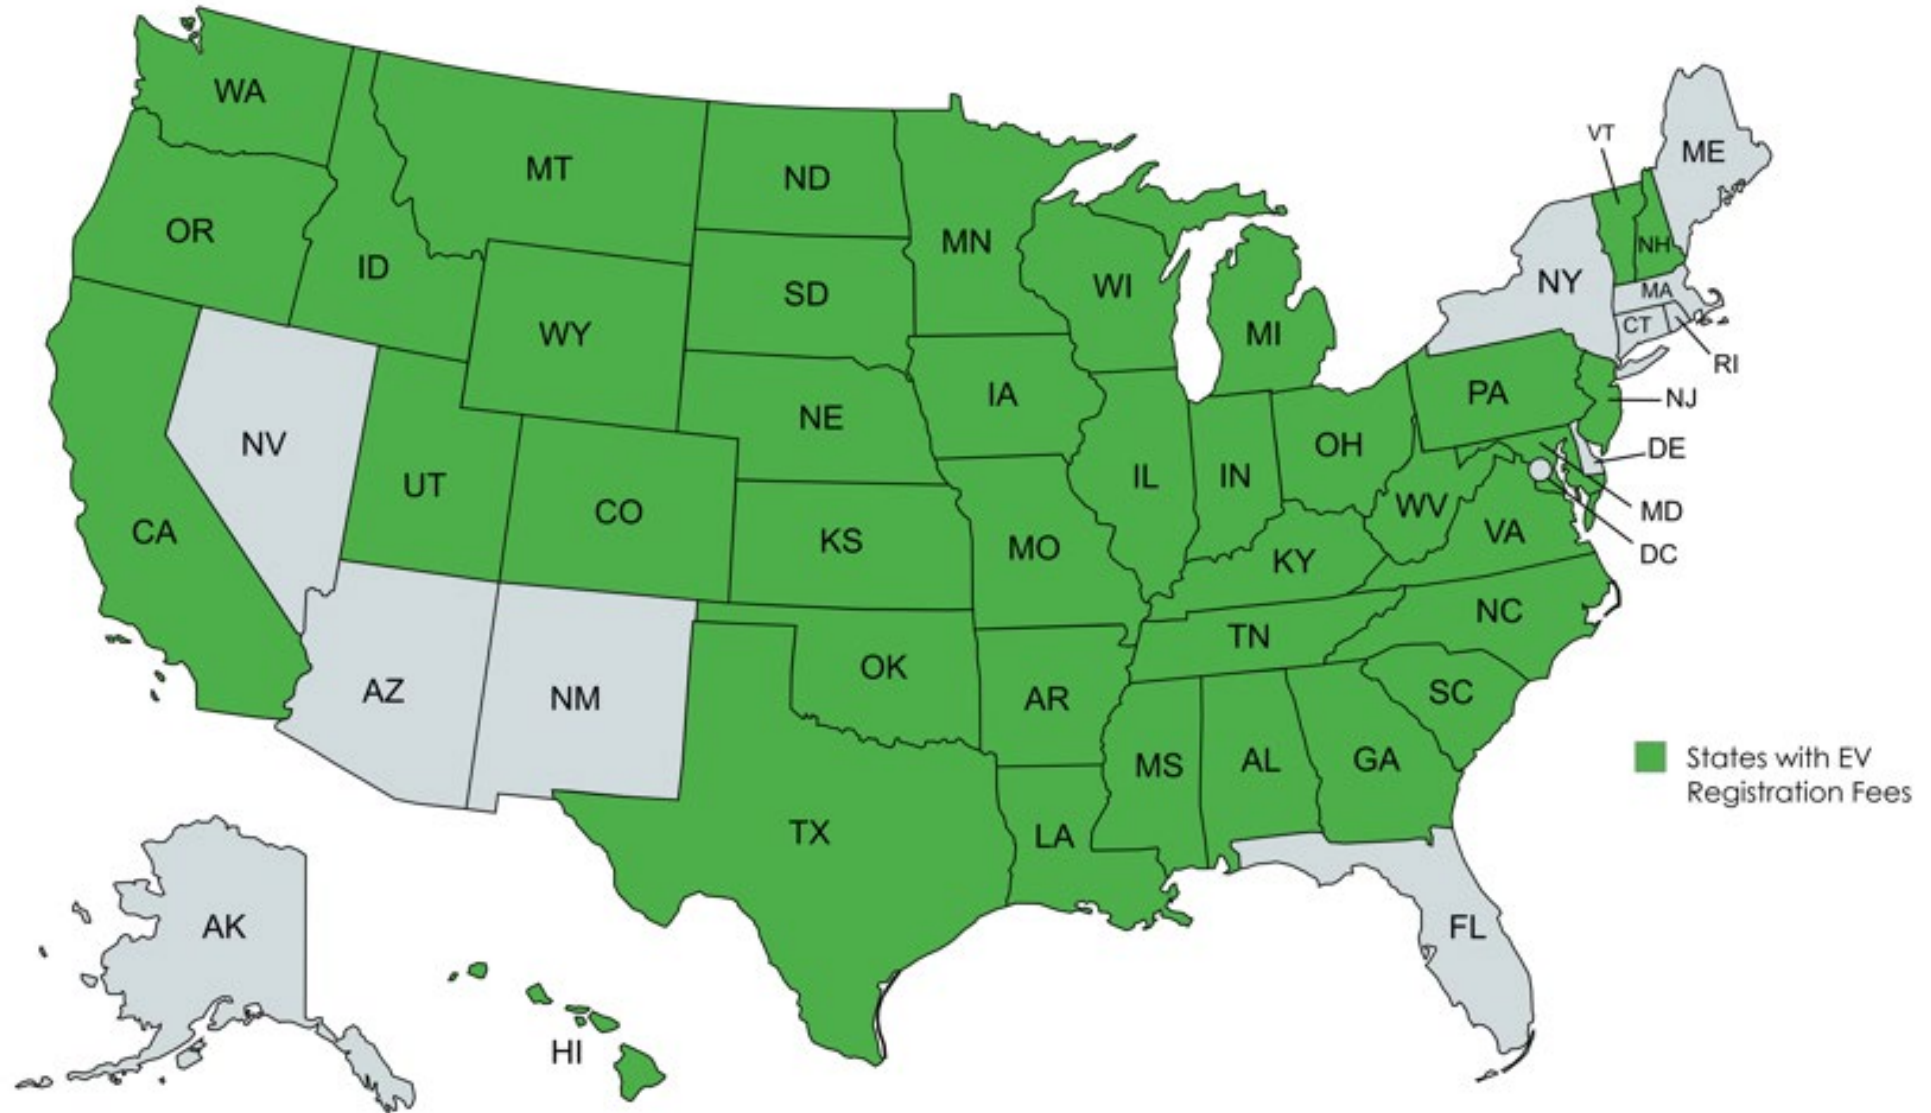 WA
MT
ND
MN
VT
ME
OR
ID
SD
WI
NH
NY
MA
WY
MI
CT
RI
NE
IA
PA
NJ
NV
OH
DE
UT
CO
IL
IN
WV
MD
CA
KS
MO
KY
VA
DC
NC
TN
OK
AZ
NM
AR
SC
MS
AL
GA
States with EV
Registration Fees
TX
LA
AK
FL
HI